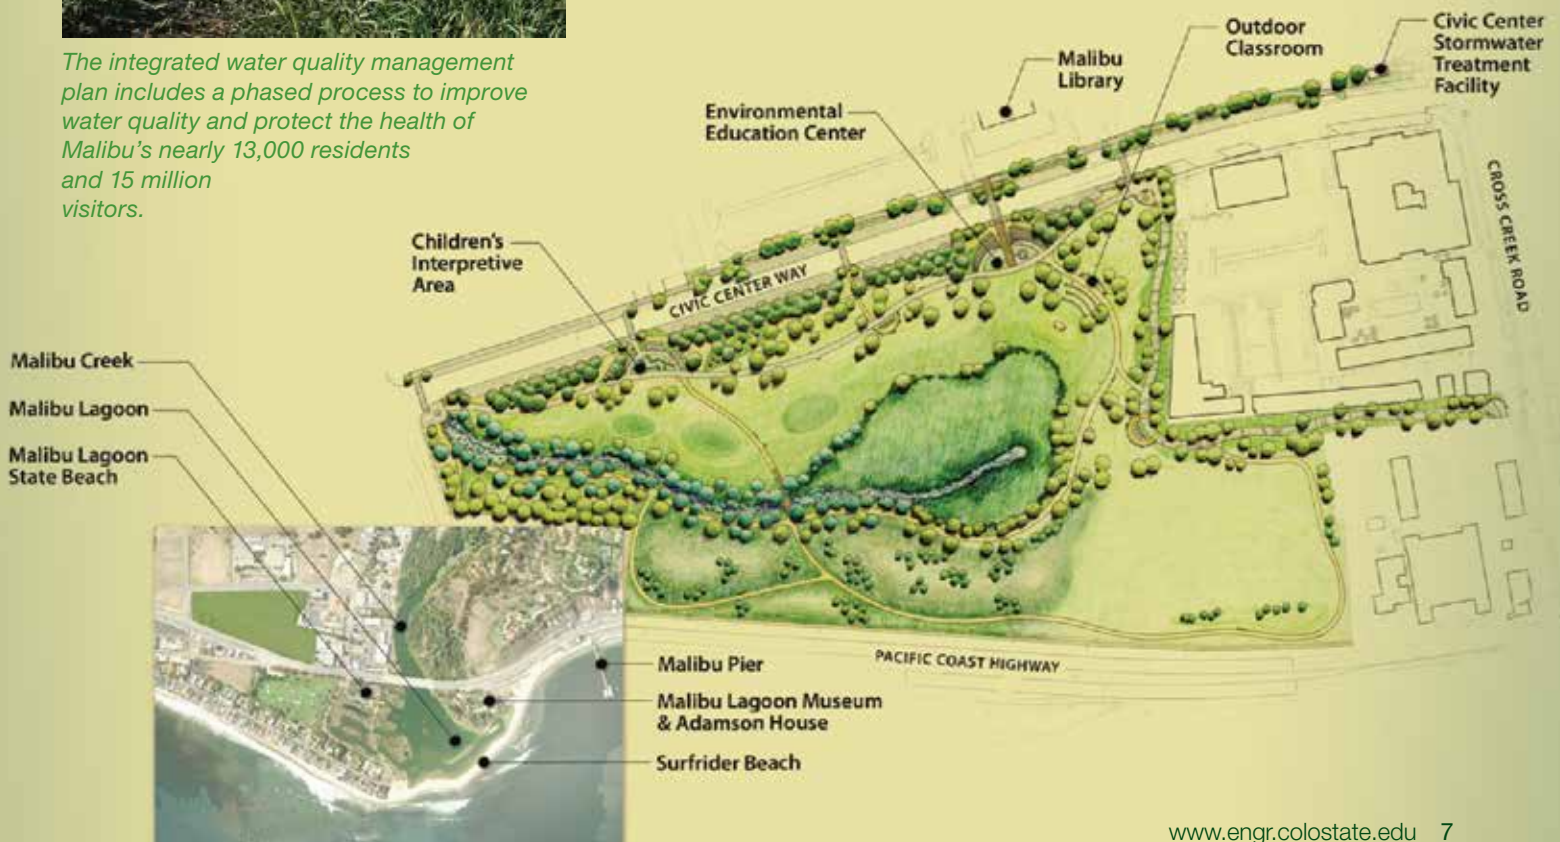 The integrated water quality management
plan includes a phased process to improve
water quality and protect the health of
Malibu's nearly 13,000 residents
and 15 million
visitors.
Outdoor
Classroom
Civic Center
Stormwater
Treatment
Facility
Malibu
Library
Environmental
Education Center
Children's
Interpretive
Area
CIVIC CENTER WAY
CROSS CREEK ROAD
Malibu Creek
Malibu Lagoon
Malibu Lagoon
State Beach
PACIFIC COAST HIGHWAY
Malibu Pier
Malibu Lagoon Museum
& Adamson House
Surfrider Beach
www.engr.colostate.edu 7